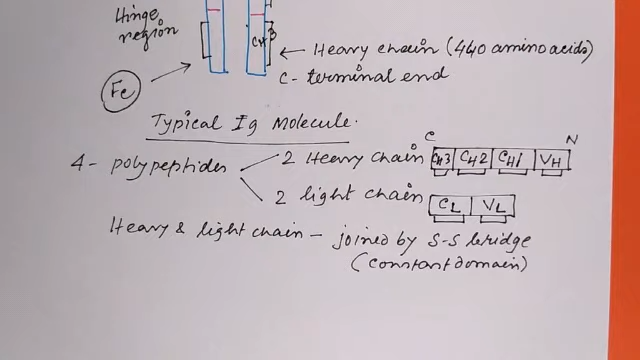 Hinge
region
CH3
Heavy chain (440 amino acids)
C-terminal end
Fc
Typical Ig Molecule.
C N
4- polypeptides 2 Heavy chain CH3 CH2 CH1 VH
2 light chain CL VL
Heavy & light chain - joined by S-S bridge
(constant domain)